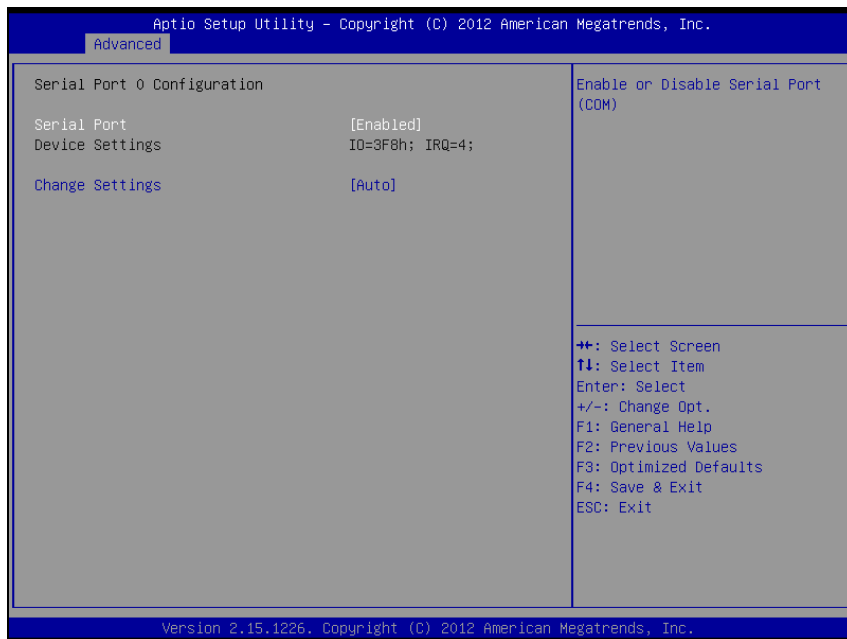 Aptio Setup Utility – Copyright (C) 2012 American Megatrends, Inc.
Advanced
Serial Port 0 Configuration
Serial Port [Enabled]
Device Settings IO=3F8h; IRQ=4;
Change Settings [Auto]
Enable or Disable Serial Port
(COM)
→←: Select Screen
↑↓: Select Item
Enter: Select
+/-: Change Opt.
F1: General Help
F2: Previous Values
F3: Optimized Defaults
F4: Save & Exit
ESC: Exit
Version 2.15.1226. Copyright (C) 2012 American Megatrends, Inc.